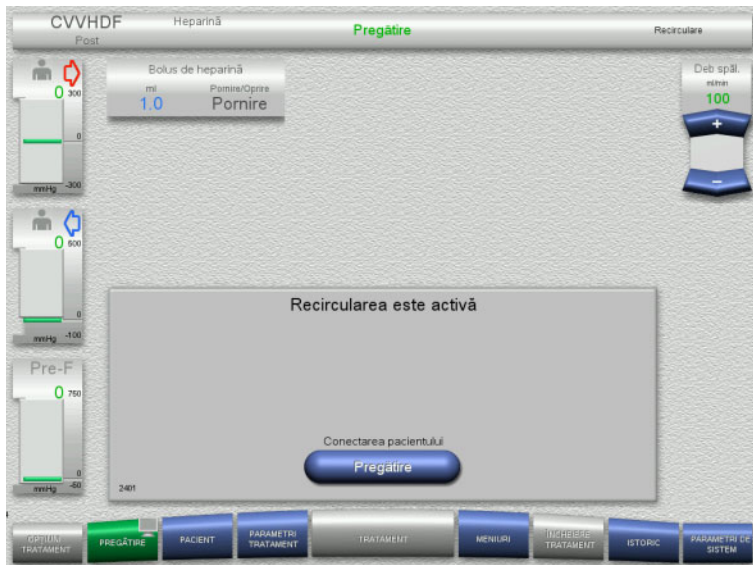 CVVHDF Heparină Pregătire Recirculare
Post
0 300
0
mmHg -300
Bolus de heparină
ml Pornire/Oprire
1.0 Pornire
Deb spăl.
ml/min
100
+
−
0 500
0
mmHg -100
Pre-F
0 750
0
mmHg -50
Recircularea este activă
Conectarea pacientului
Pregătire
2401
OPȚIUNI TRATAMENT
PREGĂTIRE
PACIENT
PARAMETRI TRATAMENT
TRATAMENT
MENIURI
ÎNCHEIERE TRATAMENT
ISTORIC
PARAMETRI DE SISTEM